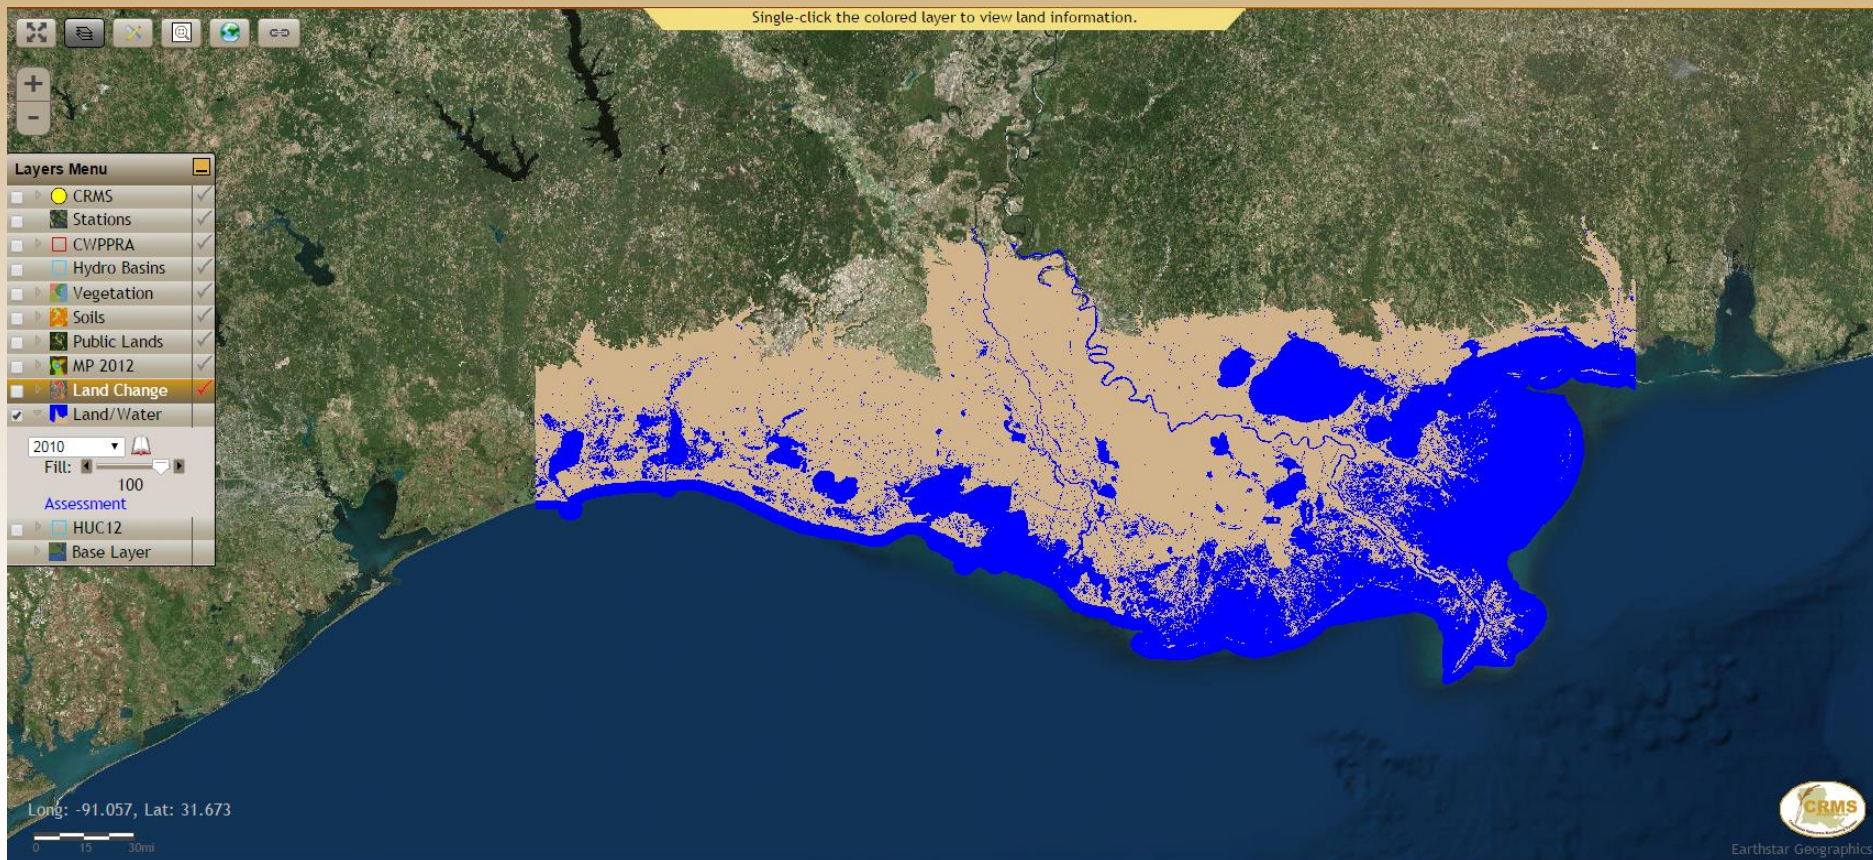 Single-click the colored layer to view land information.
+
-
Layers Menu
CRMS
Stations
CWPPRA
Hydro Basins
Vegetation
Soils
Public Lands
MP 2012
Land Change
Land/Water
2010
Fill:
100
Assessment
HUC12
Base Layer
Long: -91.057, Lat: 31.673
0 15 30mi
CRMS
Earthstar Geographics